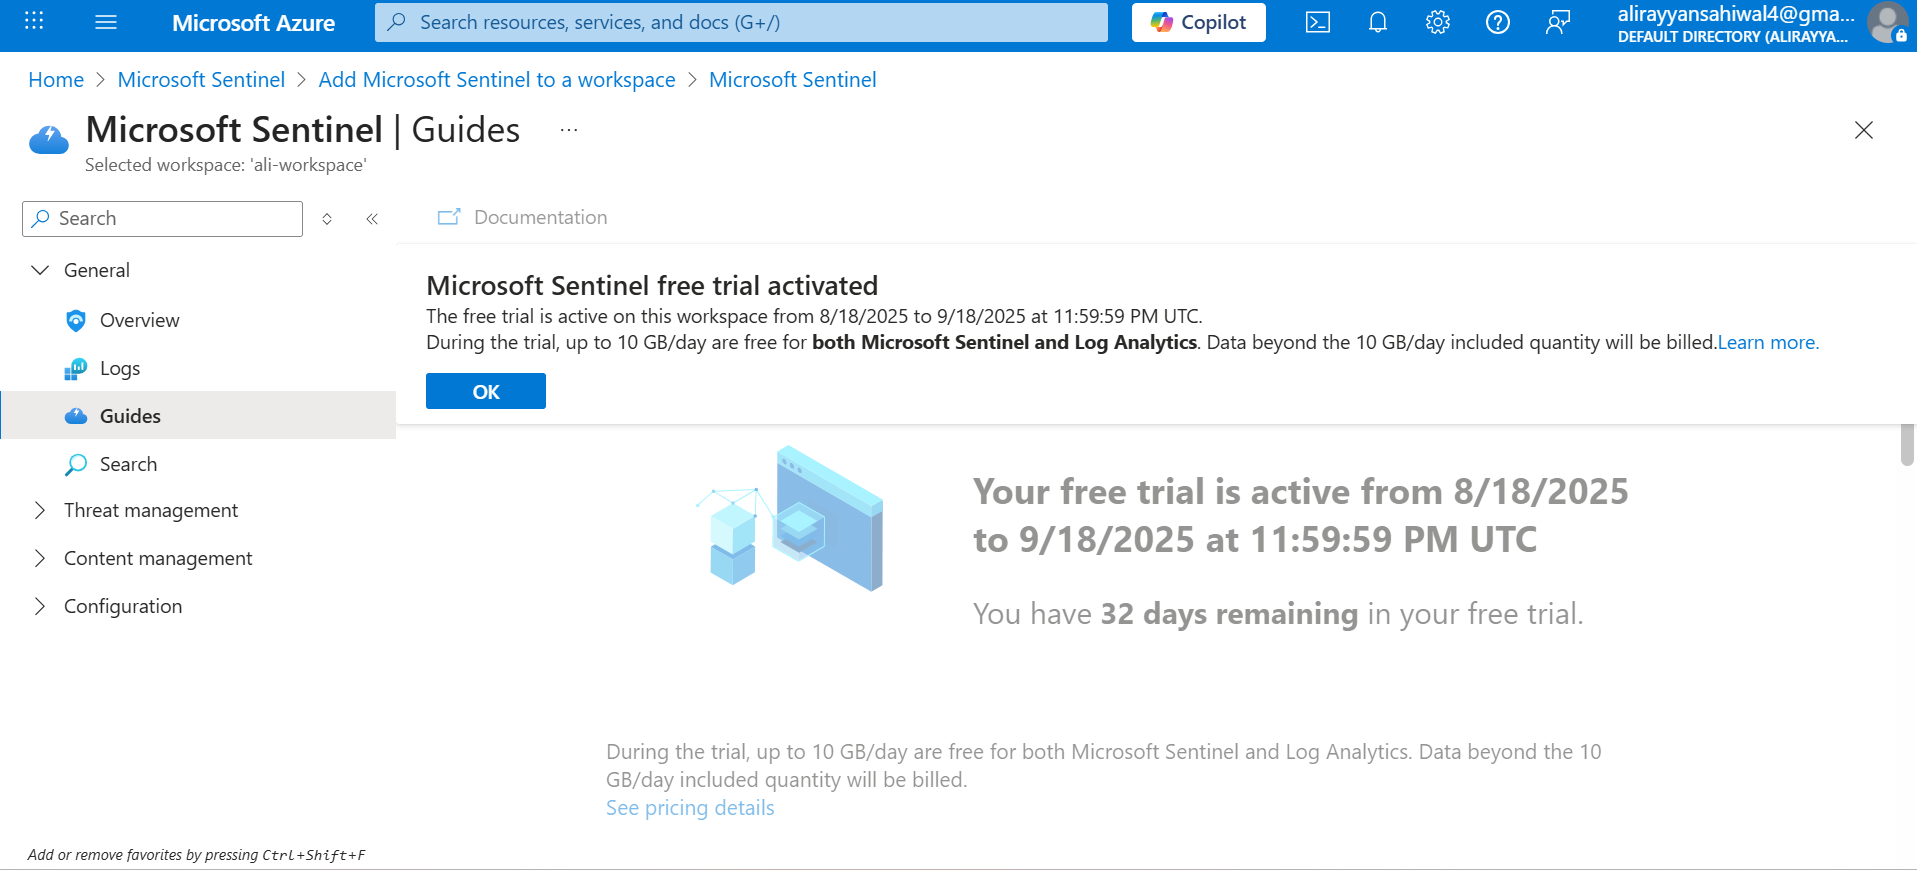 Microsoft Azure
Search resources, services, and docs (G+/)
Copilot
alirayyansahiwal4@gma...
DEFAULT DIRECTORY (ALIRAYYA...
Home > Microsoft Sentinel > Add Microsoft Sentinel to a workspace > Microsoft Sentinel
Microsoft Sentinel | Guides ...
Selected workspace: 'ali-workspace'
Search
Documentation
General
Overview
Logs
Guides
Search
Threat management
Content management
Configuration
Microsoft Sentinel free trial activated
The free trial is active on this workspace from 8/18/2025 to 9/18/2025 at 11:59:59 PM UTC.
During the trial, up to 10 GB/day are free for both Microsoft Sentinel and Log Analytics. Data beyond the 10 GB/day included quantity will be billed.Learn more.
OK
Your free trial is active from 8/18/2025
to 9/18/2025 at 11:59:59 PM UTC
You have 32 days remaining in your free trial.
During the trial, up to 10 GB/day are free for both Microsoft Sentinel and Log Analytics. Data beyond the 10
GB/day included quantity will be billed.
See pricing details
Add or remove favorites by pressing Ctrl+Shift+F